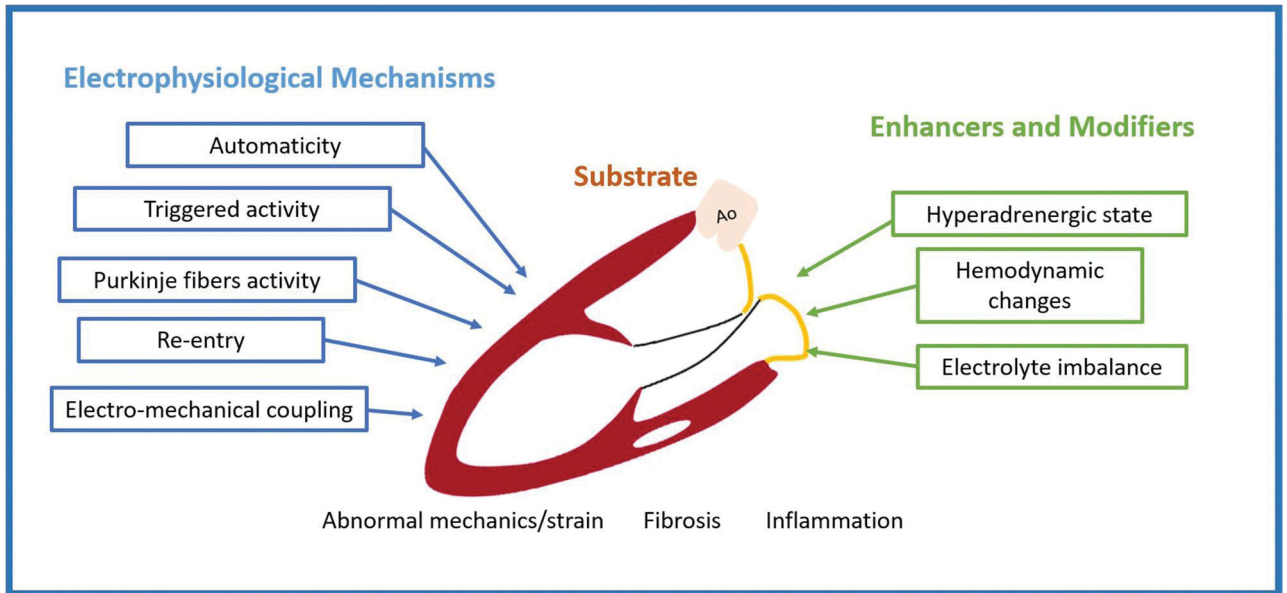 Electrophysiological Mechanisms
Automaticity
Triggered activity
Purkinje fibers activity
Re-entry
Electro-mechanical coupling
Substrate
Ao
Enhancers and Modifiers
Hyperadrenergic state
Hemodynamic
changes
Electrolyte imbalance
Abnormal mechanics/strain Fibrosis Inflammation